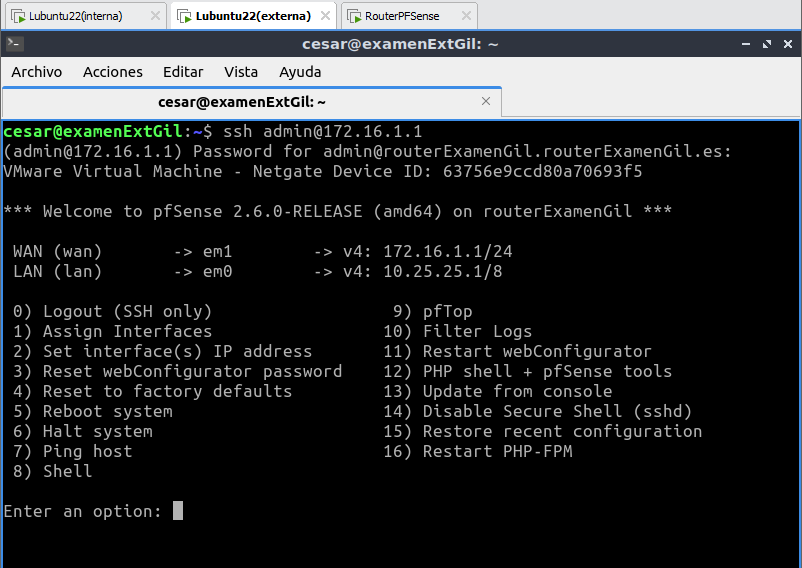 Lubuntu22(interna)
Lubuntu22(externa)
RouterPFSense
cesar@examenExtGil: ~
Archivo Acciones Editar Vista Ayuda
cesar@examenExtGil: ~
cesar@examenExtGil:~$ ssh admin@172.16.1.1
(admin@172.16.1.1) Password for admin@routerExamenGil.routerExamenGil.es:
VMware Virtual Machine - Netgate Device ID: 63756e9ccd80a70693f5
*** Welcome to pfSense 2.6.0-RELEASE (amd64) on routerExamenGil ***
WAN (wan) -> em1 -> v4: 172.16.1.1/24
LAN (lan) -> em0 -> v4: 10.25.25.1/8
0) Logout (SSH only) 9) pfTop
1) Assign Interfaces 10) Filter Logs
2) Set interface(s) IP address 11) Restart webConfigurator
3) Reset webConfigurator password 12) PHP shell + pfSense tools
4) Reset to factory defaults 13) Update from console
5) Reboot system 14) Disable Secure Shell (sshd)
6) Halt system 15) Restore recent configuration
7) Ping host 16) Restart PHP-FPM
8) Shell
Enter an option: